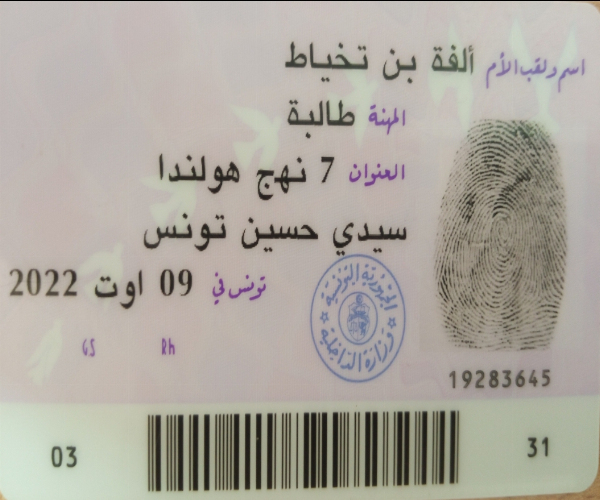 اسم ولقب الأم ألفة بن تخياط
المهنة طالبة
العنوان 7 نهج هولندا
سيدي حسين تونس
تونس في 09 اوت 2022
الجمهورية التونسية
وزارة الداخلية
GS Rh
19283645
03 31